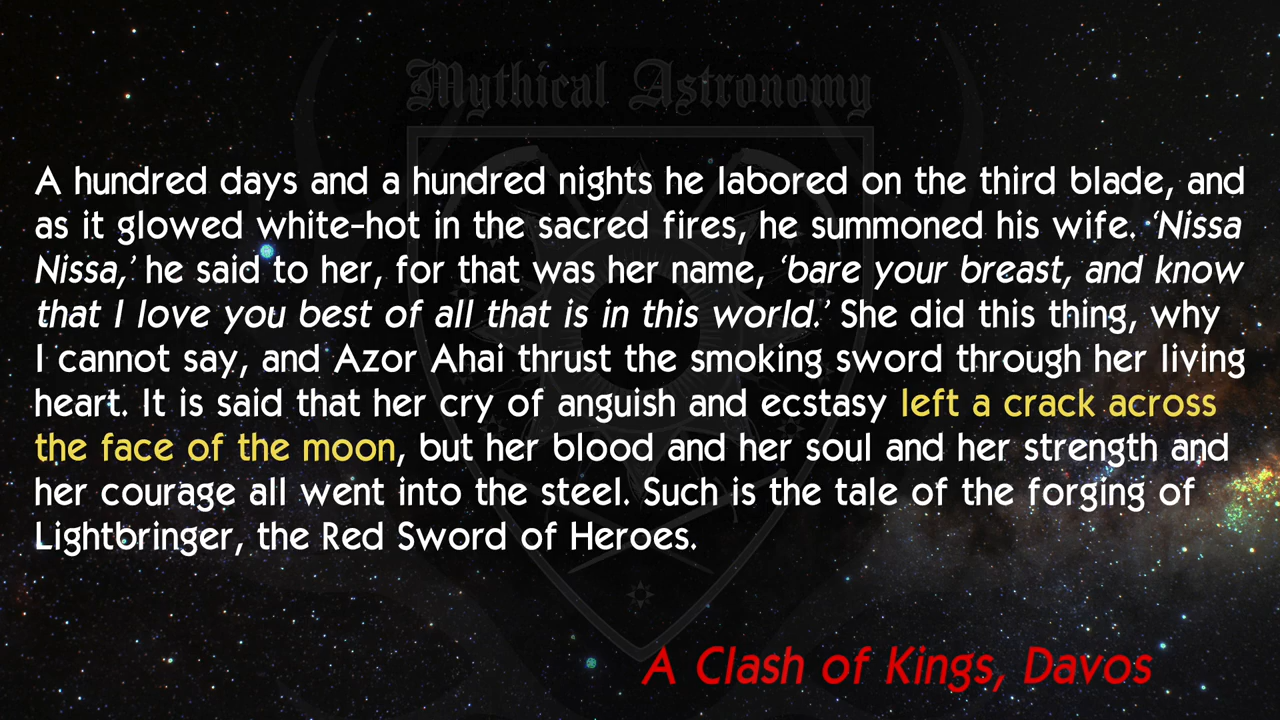 Mythical Astronomy
A hundred days and a hundred nights he labored on the third blade, and
as it glowed white-hot in the sacred fires, he summoned his wife. ‘Nissa
Nissa,’ he said to her, for that was her name, ‘bare your breast, and know
that I love you best of all that is in this world.’ She did this thing, why
I cannot say, and Azor Ahai thrust the smoking sword through her living
heart. It is said that her cry of anguish and ecstasy left a crack across
the face of the moon, but her blood and her soul and her strength and
her courage all went into the steel. Such is the tale of the forging of
Lightbringer, the Red Sword of Heroes.
A Clash of Kings, Davos